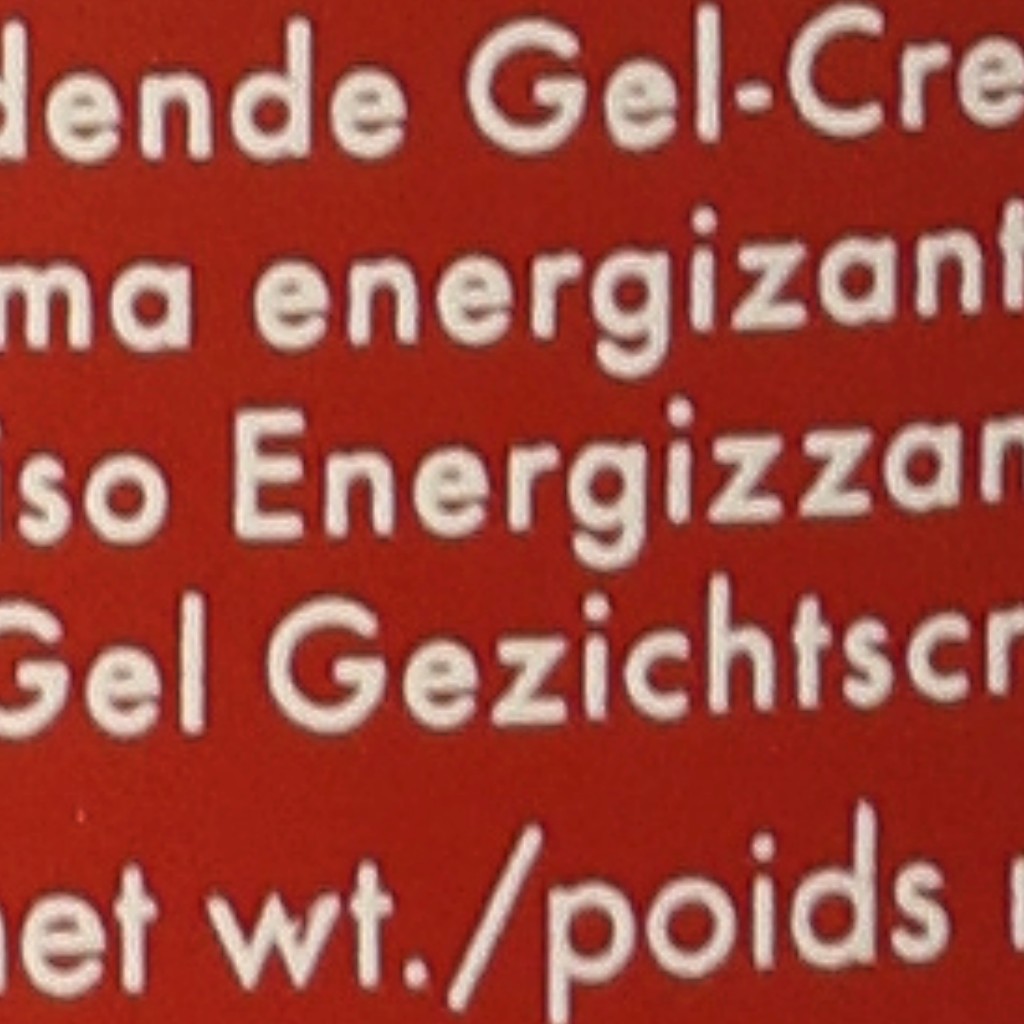 dende Gel-Cre
ma energizant
iso Energizzan
Gel Gezichtscr
net wt./poids